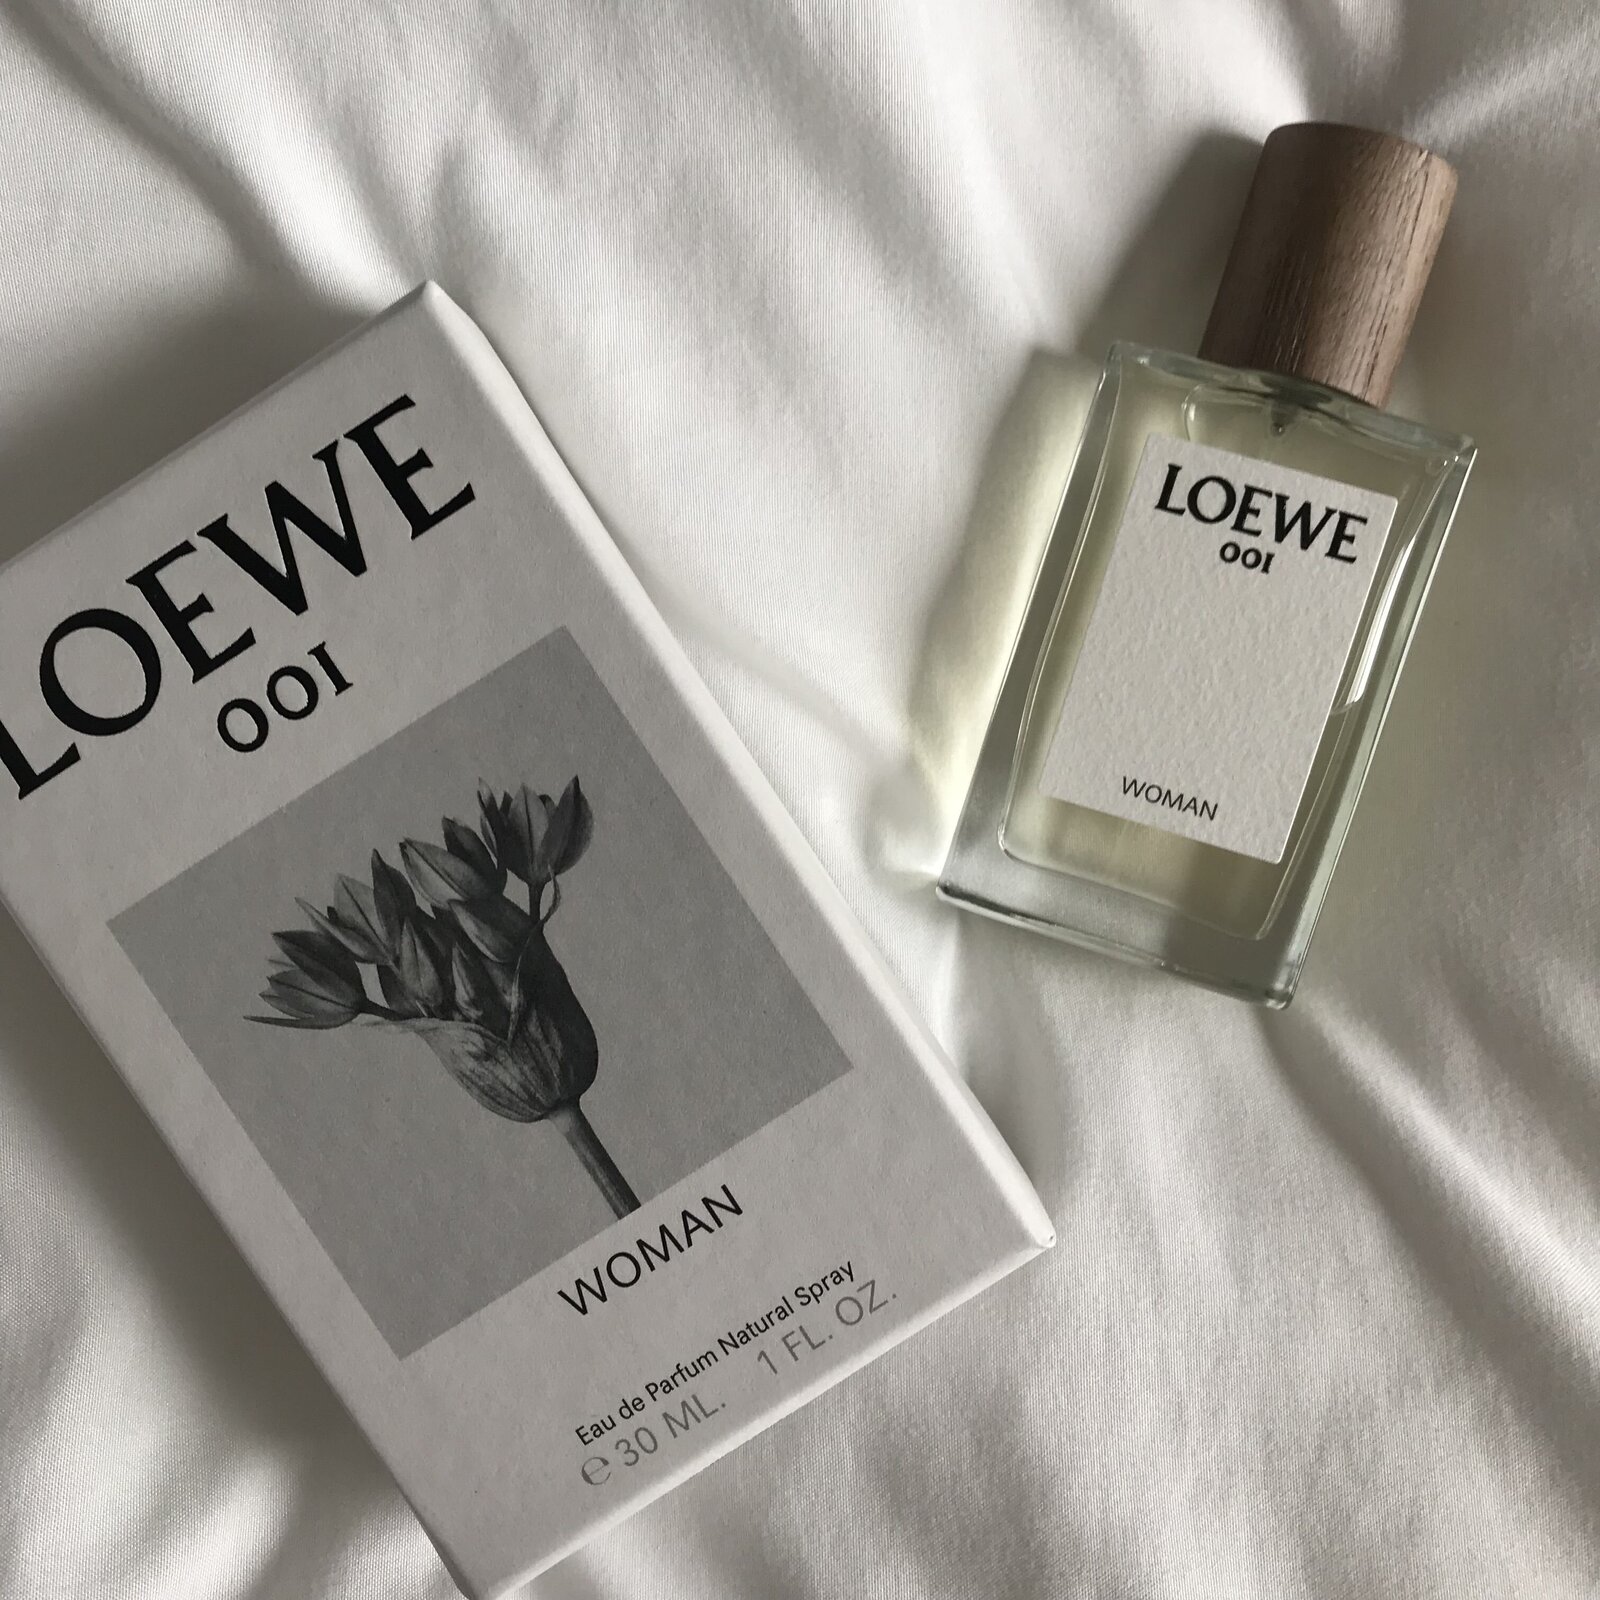 LOEWE
001
WOMAN
Eau de Parfum Natural Spray
℮ 30 ML. 1 FL. OZ.
LOEWE
001
WOMAN